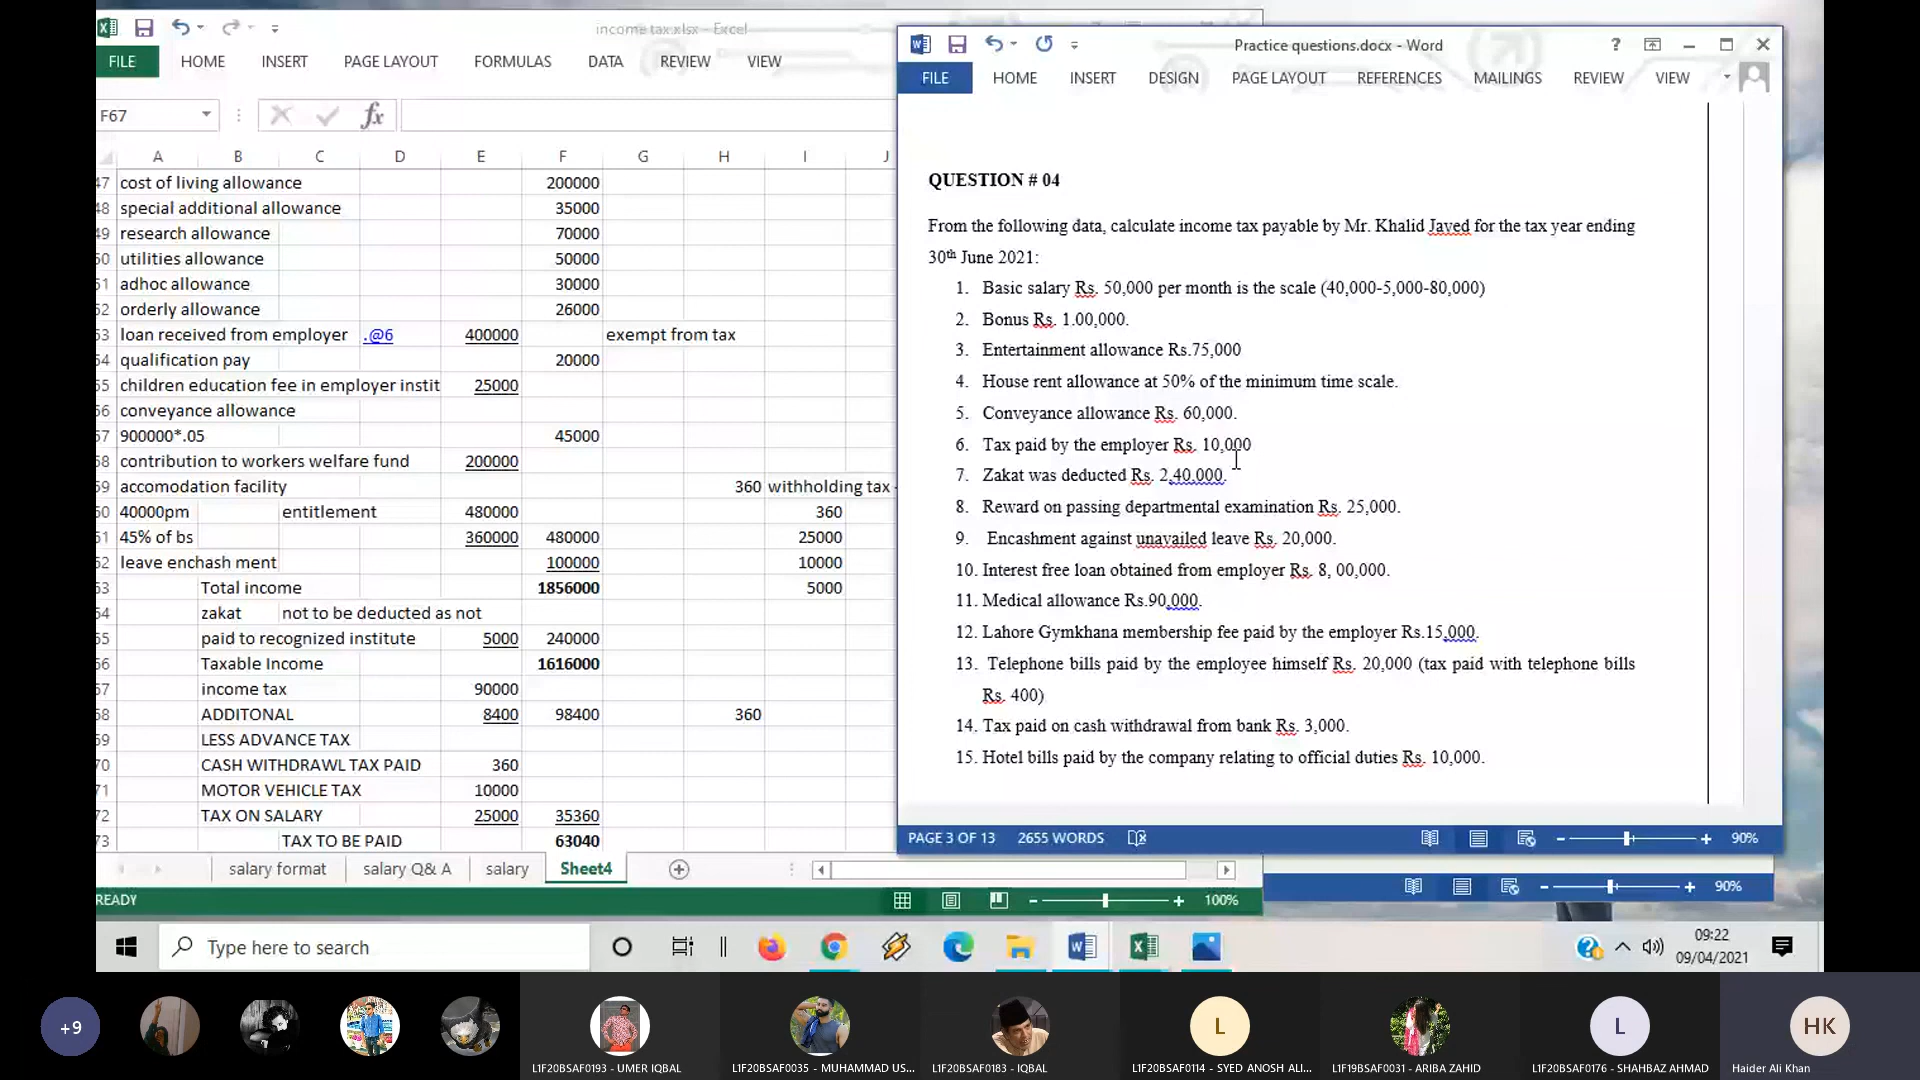 income tax.xlsx - Excel
FILE HOME INSERT PAGE LAYOUT FORMULAS DATA REVIEW VIEW
F67 fx
A B C D E F G H I J
47 cost of living allowance 200000
48 special additional allowance 35000
49 research allowance 70000
50 utilities allowance 50000
51 adhoc allowance 30000
52 orderly allowance 26000
53 loan received from employer .@6 400000 exempt from tax
54 qualification pay 20000
55 children education fee in employer instit 25000
56 conveyance allowance
57 900000*.05 45000
58 contribution to workers welfare fund 200000
59 accomodation facility 360 withholding tax -
60 40000pm entitlement 480000 360
61 45% of bs 360000 480000 25000
62 leave enchash ment 100000 10000
63 Total income 1856000 5000
64 zakat not to be deducted as not
65 paid to recognized institute 5000 240000
66 Taxable Income 1616000
67 income tax 90000
68 ADDITONAL 8400 98400 360
69 LESS ADVANCE TAX
70 CASH WITHDRAWL TAX PAID 360
71 MOTOR VEHICLE TAX 10000
72 TAX ON SALARY 25000 35360
73 TAX TO BE PAID 63040
salary format salary Q& A salary Sheet4
READY 100%
Practice questions.docx - Word
FILE HOME INSERT DESIGN PAGE LAYOUT REFERENCES MAILINGS REVIEW VIEW
QUESTION # 04
From the following data, calculate income tax payable by Mr. Khalid Javed for the tax year ending
30th June 2021:
1. Basic salary Rs. 50,000 per month is the scale (40,000-5,000-80,000)
2. Bonus Rs. 1.00,000.
3. Entertainment allowance Rs.75,000
4. House rent allowance at 50% of the minimum time scale.
5. Conveyance allowance Rs. 60,000.
6. Tax paid by the employer Rs. 10,000
7. Zakat was deducted Rs. 2,40,000.
8. Reward on passing departmental examination Rs. 25,000.
9. Encashment against unavailed leave Rs. 20,000.
10. Interest free loan obtained from employer Rs. 8, 00,000.
11. Medical allowance Rs.90,000.
12. Lahore Gymkhana membership fee paid by the employer Rs.15,000.
13. Telephone bills paid by the employee himself Rs. 20,000 (tax paid with telephone bills
Rs. 400)
14. Tax paid on cash withdrawal from bank Rs. 3,000.
15. Hotel bills paid by the company relating to official duties Rs. 10,000.
PAGE 3 OF 13 2655 WORDS 90%
90%
Type here to search
09:22
09/04/2021
+9
L
L
HK
L1F20BSAF0193 - UMER IQBAL
L1F20BSAF0035 - MUHAMMAD US...
L1F20BSAF0183 - IQBAL
L1F20BSAF0114 - SYED ANOSH ALI...
L1F19BSAF0031 - ARIBA ZAHID
L1F20BSAF0176 - SHAHBAZ AHMAD
Haider Ali Khan